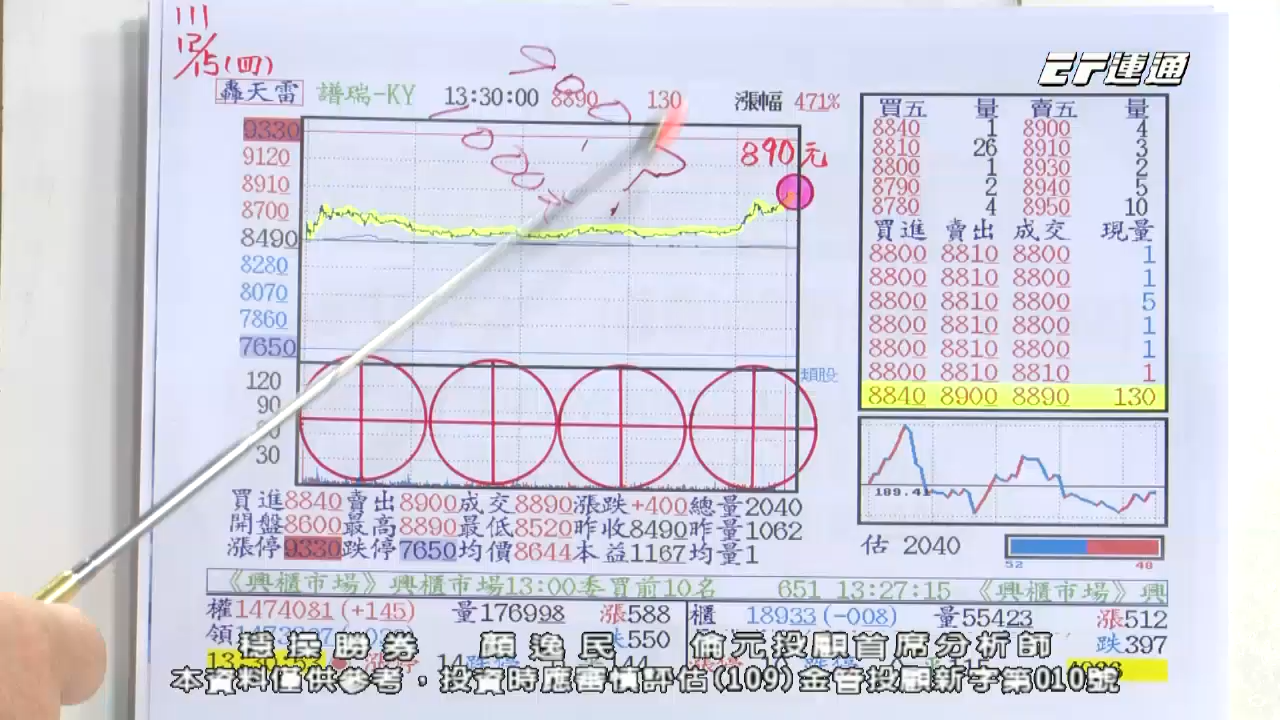 111
12/15(四)
EF運通
轟天雷 譜瑞-KY 13:30:00 8890 130 漲幅 471%
890元
9330
9120
8910
8700
8490
8280
8070
7860
7650
120
90
30
類股
買五 量 賣五 量
8840 1 8900 4
8810 26 8910 3
8800 1 8930 2
8790 2 8940 5
8780 4 8950 10
買進 賣出 成交 現量
8800 8810 8800 1
8800 8810 8800 1
8800 8810 8800 5
8800 8810 8800 1
8800 8810 8800 1
8800 8810 8810 1
8840 8900 8890 130
189.41
估 2040
52 48
買進8840賣出8900成交8890漲跌+400總量2040
開盤8600最高8890最低8520昨收8490昨量1062
漲停9330跌停7650均價8644本益1167均量1
《興櫃市場》興櫃市場13:00委買前10名 651 13:27:15 《興櫃市場》興
權1474081(+145) 量176998 漲588 櫃 18933(-008) 量55423 漲512
領 跌550 跌397
穩操勝券 顏逸民 倫元投顧首席分析師
本資料僅供參考，投資時應審慎評估(109)金管投顧新字第010號